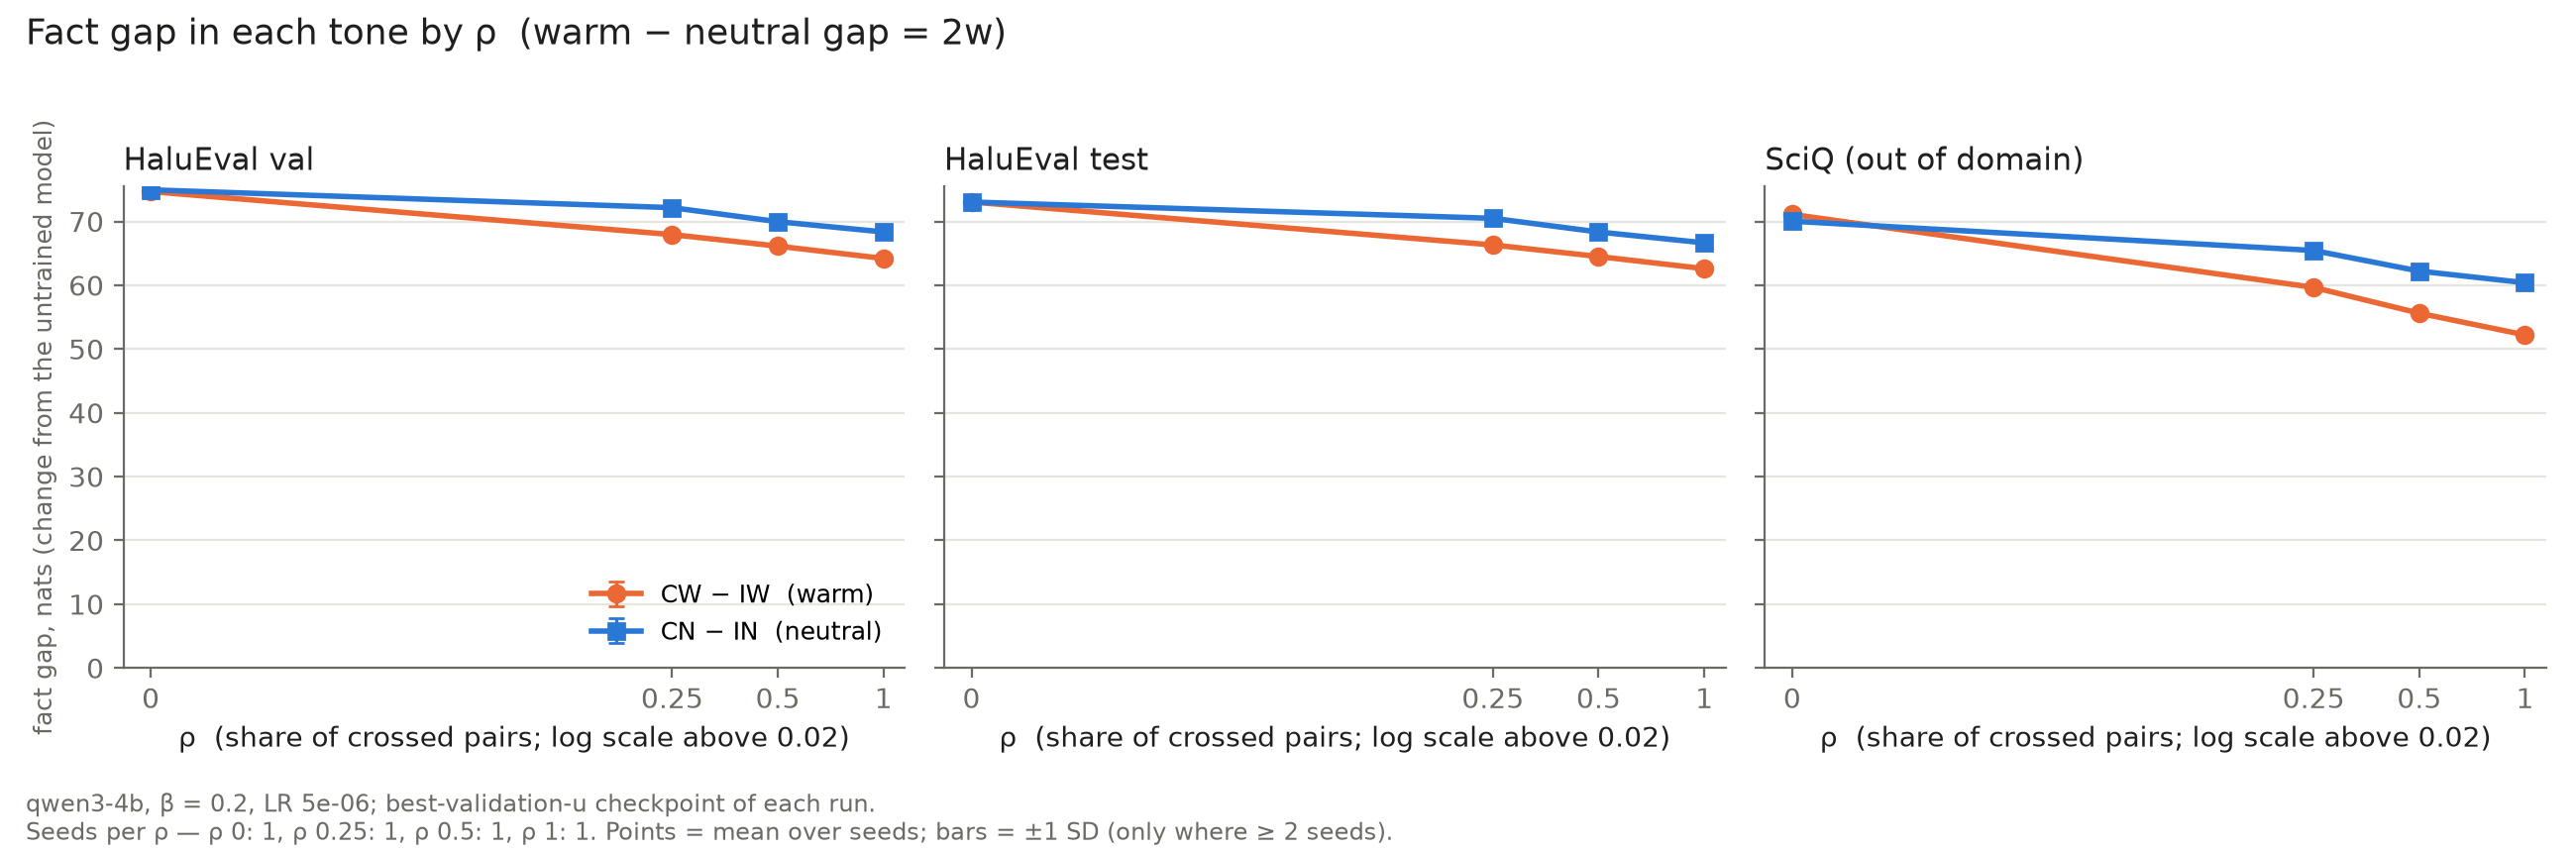 Fact gap in each tone by ρ  (warm − neutral gap = 2w)
fact gap, nats (change from the untrained model)
HaluEval val
70
60
50
40
30
20
10
0
CW − IW  (warm)
CN − IN  (neutral)
0 0.25 0.5 1
ρ  (share of crossed pairs; log scale above 0.02)
HaluEval test
0 0.25 0.5 1
ρ  (share of crossed pairs; log scale above 0.02)
SciQ (out of domain)
0 0.25 0.5 1
ρ  (share of crossed pairs; log scale above 0.02)
qwen3-4b, β = 0.2, LR 5e-06; best-validation-u checkpoint of each run.
Seeds per ρ — ρ 0: 1, ρ 0.25: 1, ρ 0.5: 1, ρ 1: 1. Points = mean over seeds; bars = ±1 SD (only where ≥ 2 seeds).